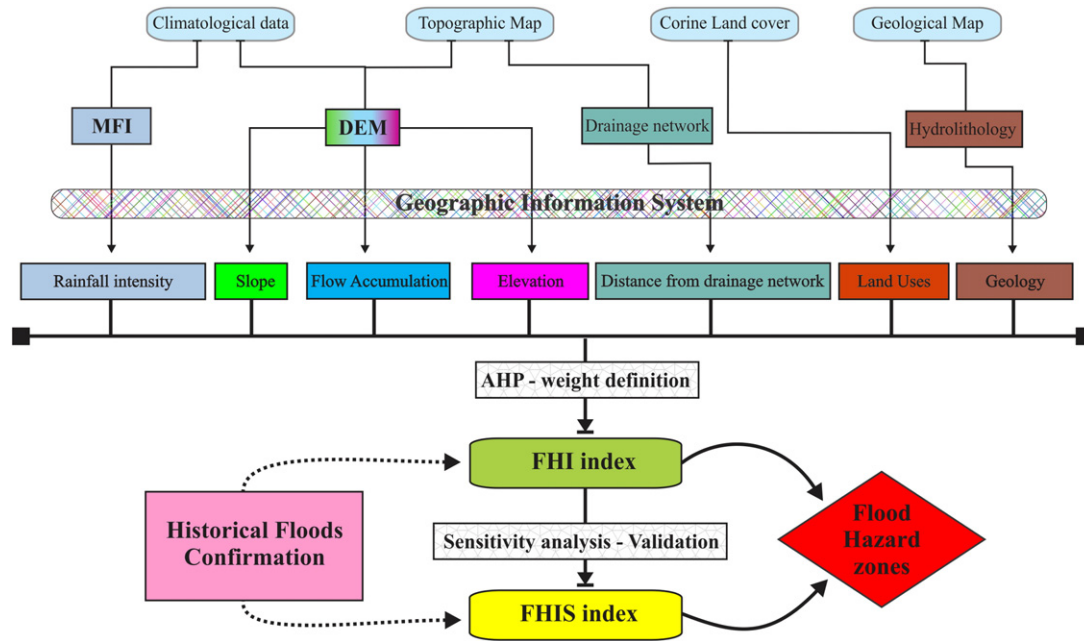 Climatological data
Topographic Map
Corine Land cover
Geological Map
MFI
DEM
Drainage network
Hydrolithology
Geographic Information System
Rainfall intensity
Slope
Flow Accumulation
Elevation
Distance from drainage network
Land Uses
Geology
AHP - weight definition
FHI index
Historical Floods
Confirmation
Flood
Hazard
zones
Sensitivity analysis - Validation
FHIS index